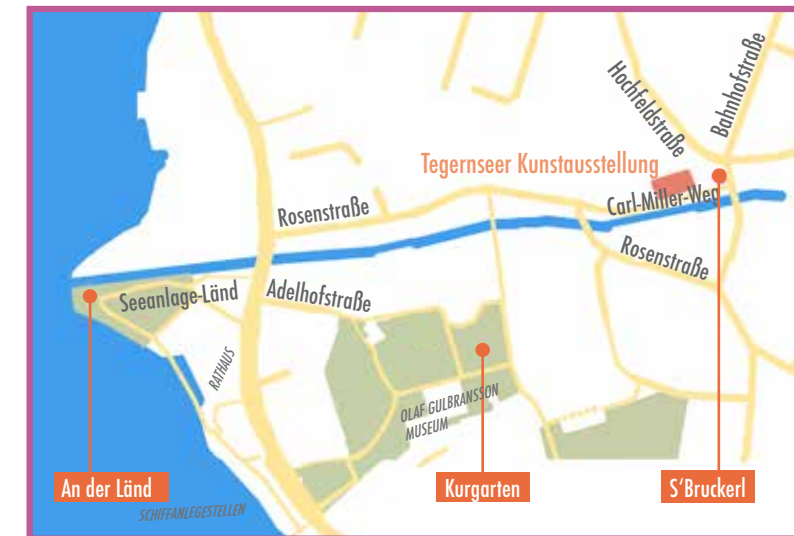 Bahnhofstraße
Hochfeldstraße
Tegernseer Kunstausstellung
Carl-Miller-Weg
Rosenstraße
Rosenstraße
Seeanlage-Länd
Adelhofstraße
RATHAUS
OLAF GULBRANSSON
MUSEUM
An der Länd
Kurgarten
S‘Bruckerl
SCHIFFANLEGESTELLEN